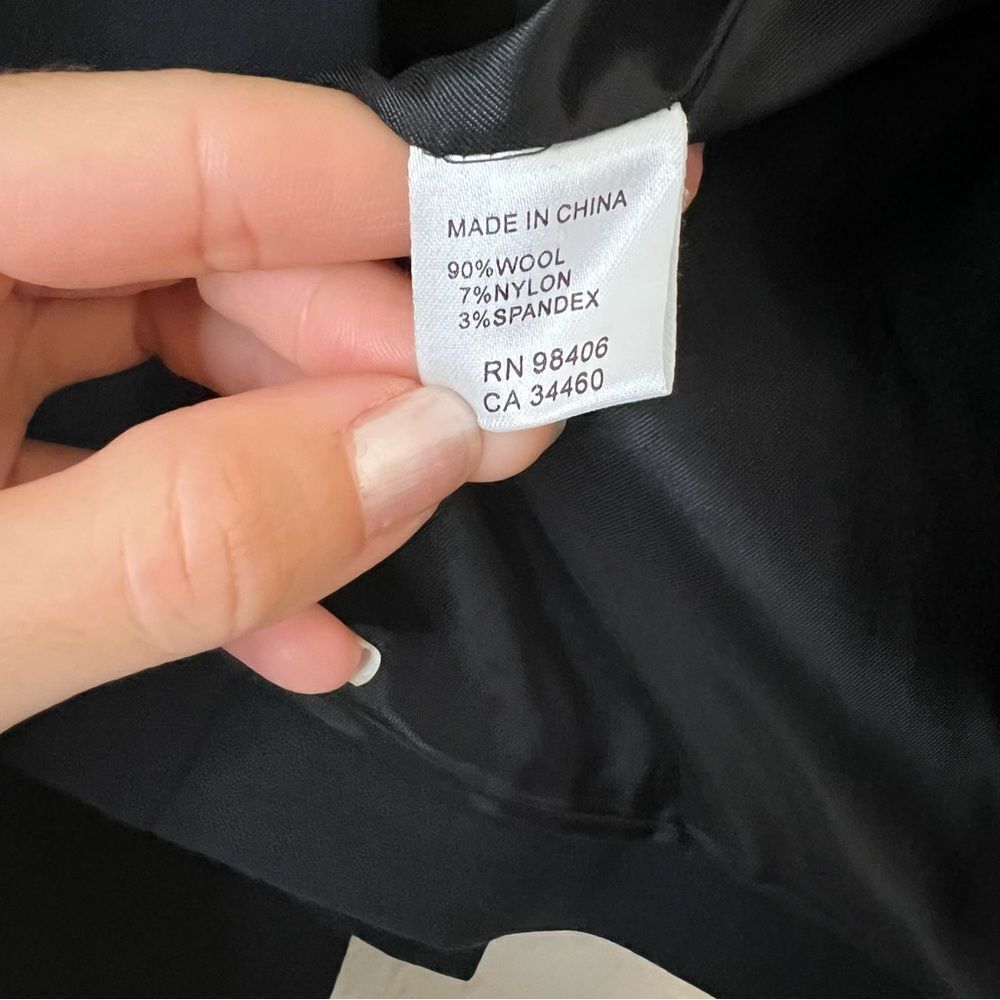 MADE IN CHINA
90%WOOL
7%NYLON
3%SPANDEX
RN 98406
CA 34460